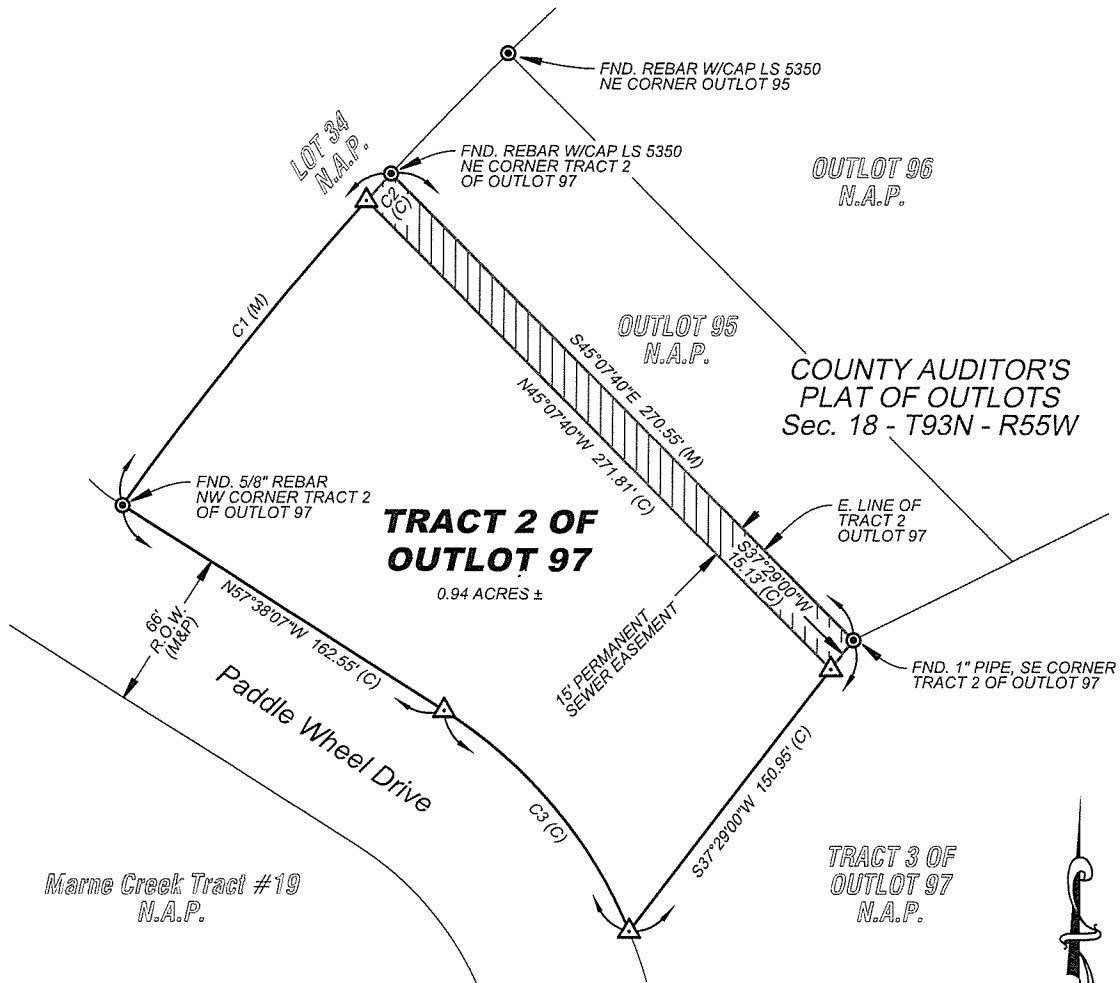 FND. REBAR W/CAP LS 5350
NE CORNER OUTLOT 95
LOT 34
N.A.P.
FND. REBAR W/CAP LS 5350
NE CORNER TRACT 2
OF OUTLOT 97
OUTLOT 96
N.A.P.
C2
(C)
C1 (M)
OUTLOT 95
N.A.P.
S45°07'40"E 270.55' (M)
N45°07'40"W 271.81' (C)
COUNTY AUDITOR'S
PLAT OF OUTLOTS
Sec. 18 - T93N - R55W
FND. 5/8" REBAR
NW CORNER TRACT 2
OF OUTLOT 97
TRACT 2 OF
OUTLOT 97
0.94 ACRES ±
E. LINE OF
TRACT 2
OUTLOT 97
S37°29'00"W
15.13' (C)
66'
R.O.W.
(M&P)
N57°38'07"W 162.55' (C)
15' PERMANENT
SEWER EASEMENT
FND. 1" PIPE, SE CORNER
TRACT 2 OF OUTLOT 97
Paddle Wheel Drive
C3 (C)
S37°29'00"W 150.95' (C)
Marne Creek Tract #19
N.A.P.
TRACT 3 OF
OUTLOT 97
N.A.P.